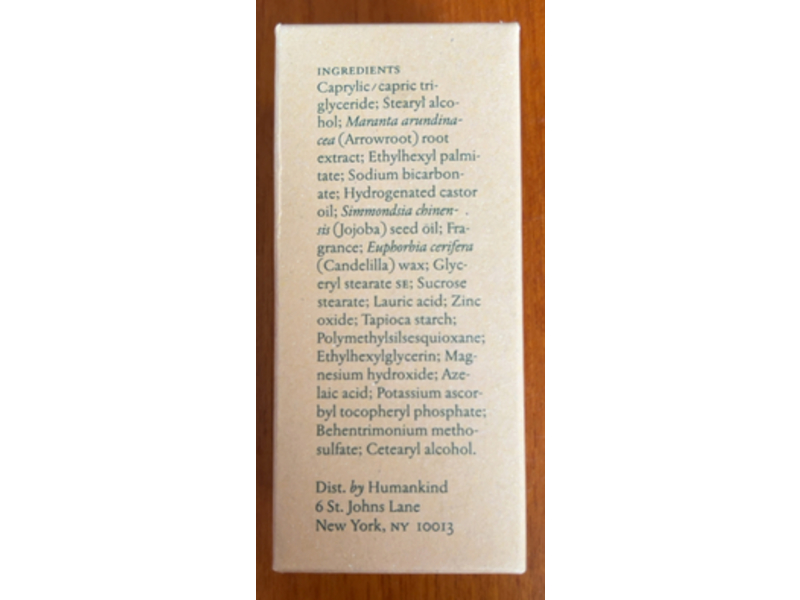 INGREDIENTS
Caprylic/capric tri-
glyceride; Stearyl alco-
hol; Maranta arundina-
cea (Arrowroot) root
extract; Ethylhexyl palmi-
tate; Sodium bicarbon-
ate; Hydrogenated castor
oil; Simmondsia chinen-
sis (Jojoba) seed oil; Fra-
grance; Euphorbia cerifera
(Candelilla) wax; Glyc-
eryl stearate SE; Sucrose
stearate; Lauric acid; Zinc
oxide; Tapioca starch;
Polymethylsilsesquioxane;
Ethylhexylglycerin; Mag-
nesium hydroxide; Aze-
laic acid; Potassium ascor-
byl tocopheryl phosphate;
Behentrimonium metho-
sulfate; Cetearyl alcohol.
Dist. by Humankind
6 St. Johns Lane
New York, NY 10013